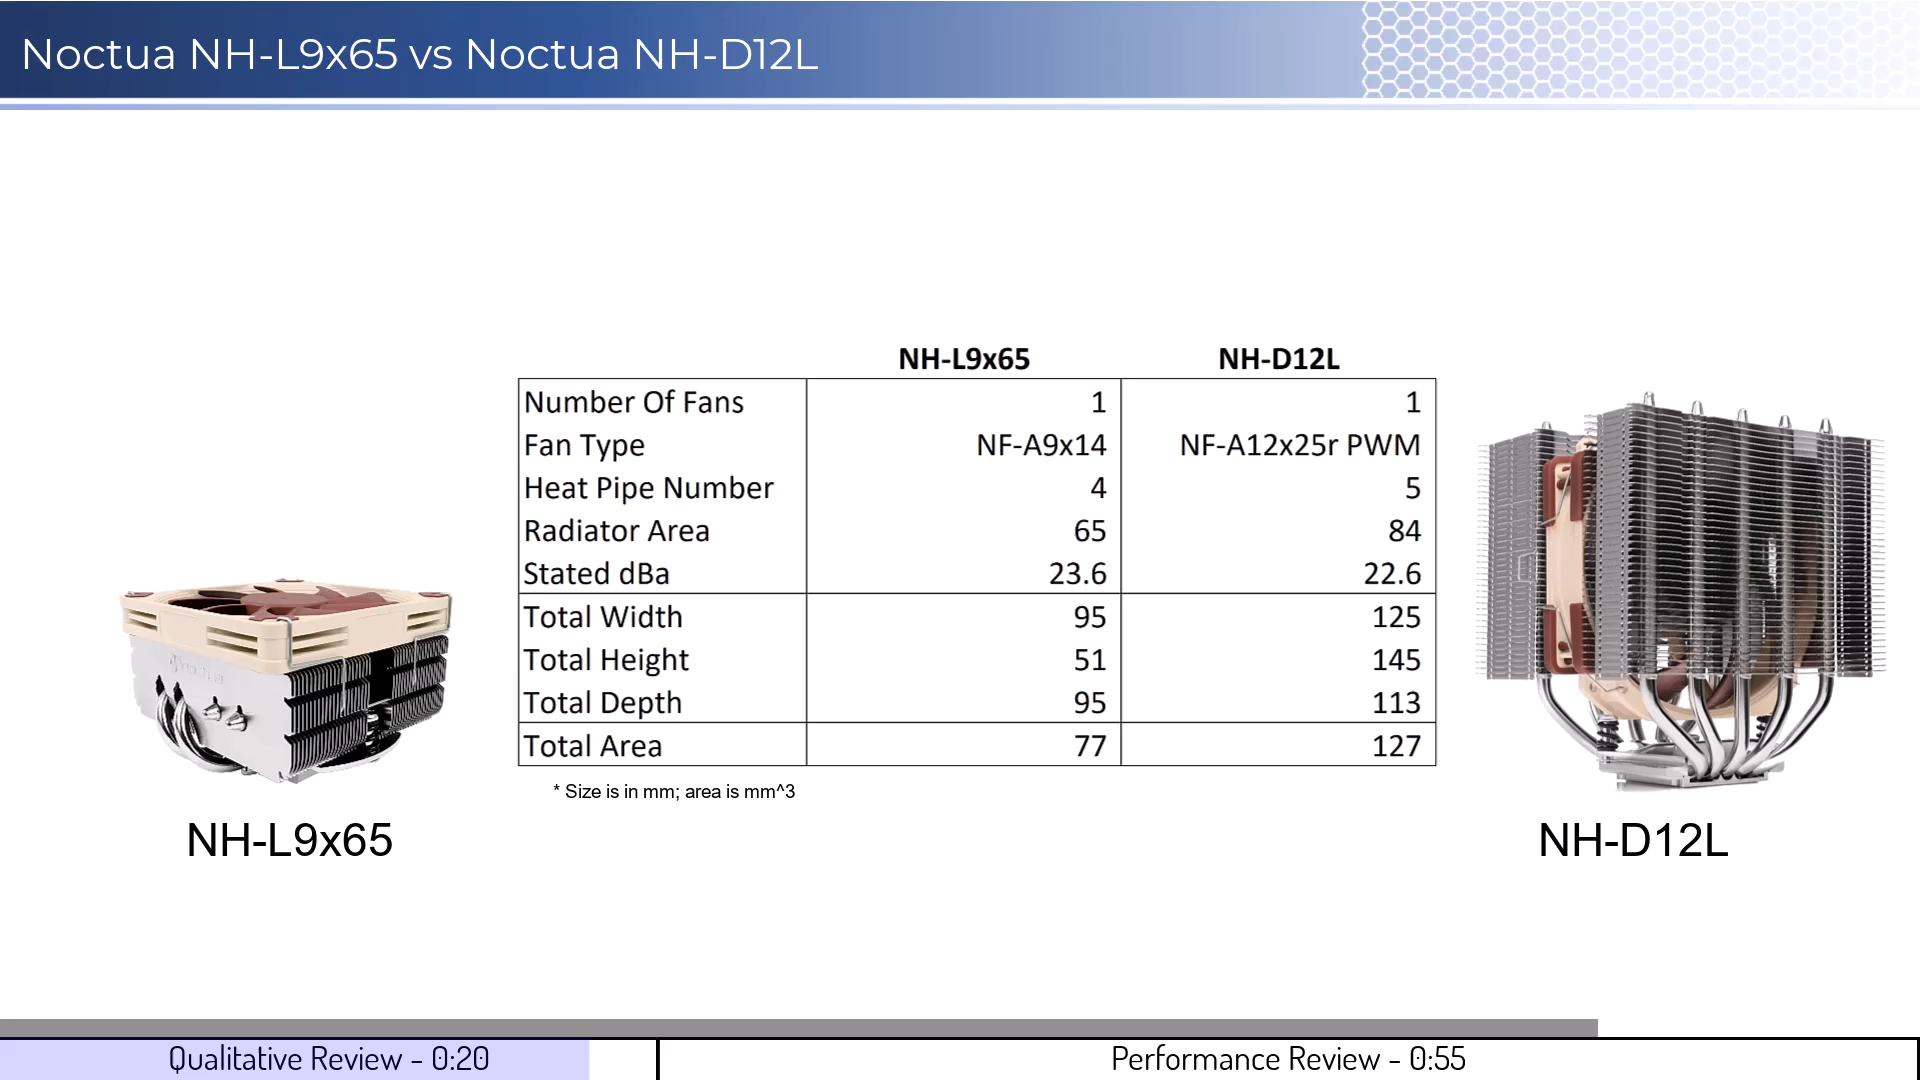 Noctua NH-L9x65 vs Noctua NH-D12L
NH-L9x65 NH-D12L
Number Of Fans 1 1
Fan Type NF-A9x14 NF-A12x25r PWM
Heat Pipe Number 4 5
Radiator Area 65 84
Stated dBa 23.6 22.6
Total Width 95 125
Total Height 51 145
Total Depth 95 113
Total Area 77 127
* Size is in mm; area is mm^3
NH-L9x65
NH-D12L
Qualitative Review - 0:20
Performance Review - 0:55